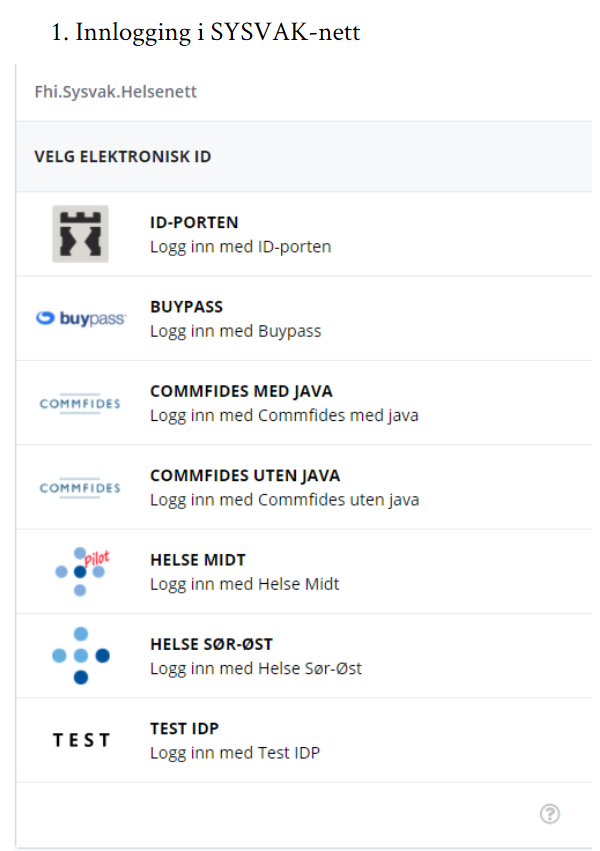 1. Innlogging i SYSVAK-nett
Fhi.Sysvak.Helsenett
VELG ELEKTRONISK ID
ID-PORTEN
Logg inn med ID-porten
buypass
BUYPASS
Logg inn med Buypass
COMMFIDES
COMMFIDES MED JAVA
Logg inn med Commfides med java
COMMFIDES
COMMFIDES UTEN JAVA
Logg inn med Commfides uten java
Pilot
HELSE MIDT
Logg inn med Helse Midt
HELSE SØR-ØST
Logg inn med Helse Sør-Øst
TEST
TEST IDP
Logg inn med Test IDP
?